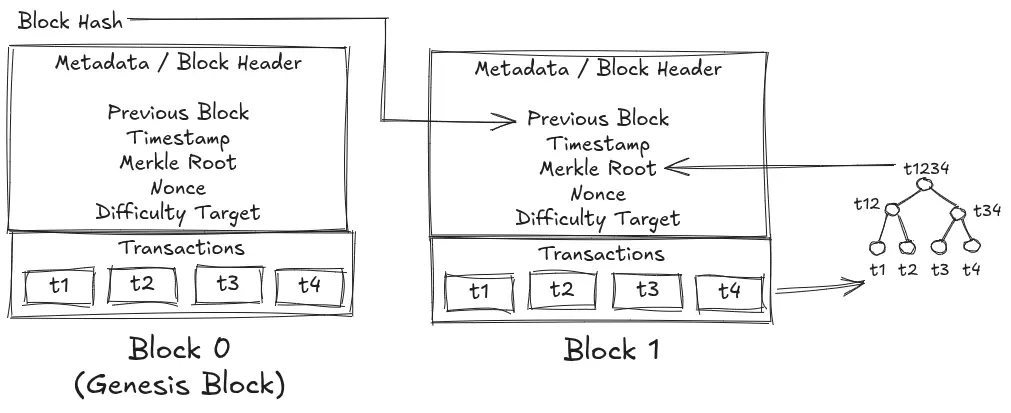 Block Hash
Metadata / Block Header
Previous Block
Timestamp
Merkle Root
Nonce
Difficulty Target
Transactions
t1 t2 t3 t4
Block 0
(Genesis Block)
Metadata / Block Header
Previous Block
Timestamp
Merkle Root
Nonce
Difficulty Target
Transactions
t1 t2 t3 t4
Block 1
t1234
t12 t34
t1 t2 t3 t4